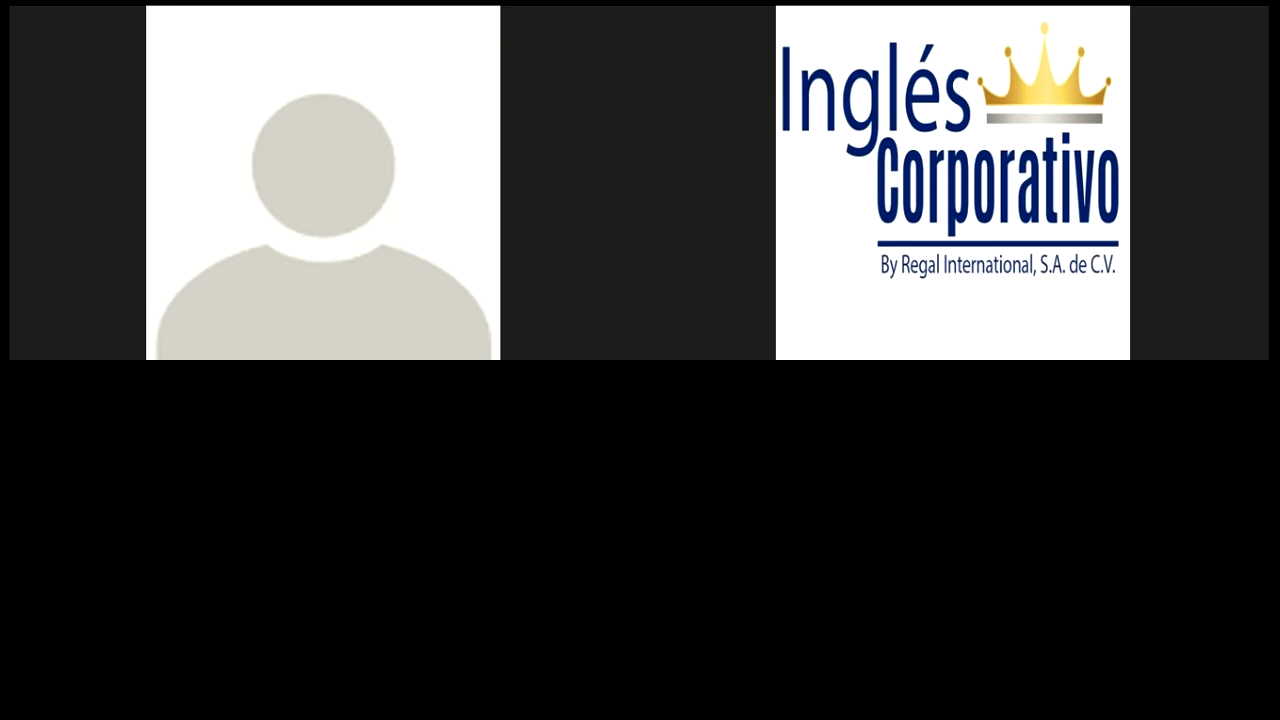 Inglés
Corporativo
By Regal International, S.A. de C.V.